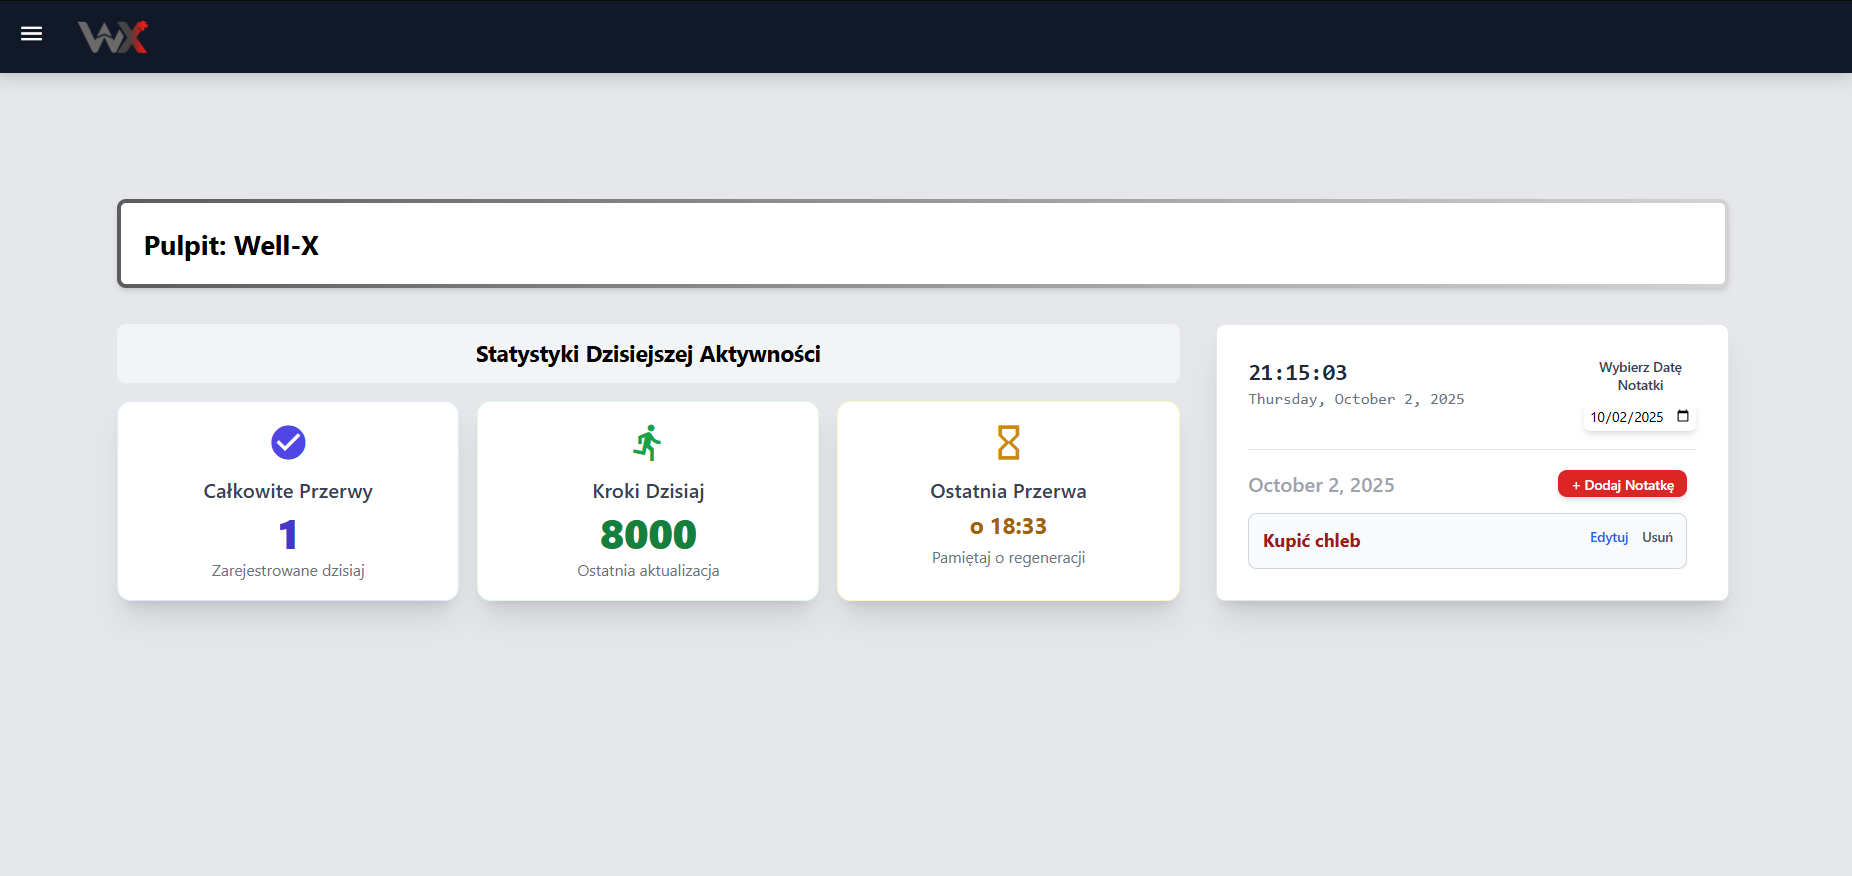 WX
Pulpit: Well-X
Statystyki Dzisiejszej Aktywności
Całkowite Przerwy
1
Zarejestrowane dzisiaj
Kroki Dzisiaj
8000
Ostatnia aktualizacja
Ostatnia Przerwa
o 18:33
Pamiętaj o regeneracji
21:15:03
Thursday, October 2, 2025
Wybierz Datę
Notatki
10/02/2025
October 2, 2025
+ Dodaj Notatkę
Kupić chleb
Edytuj Usuń